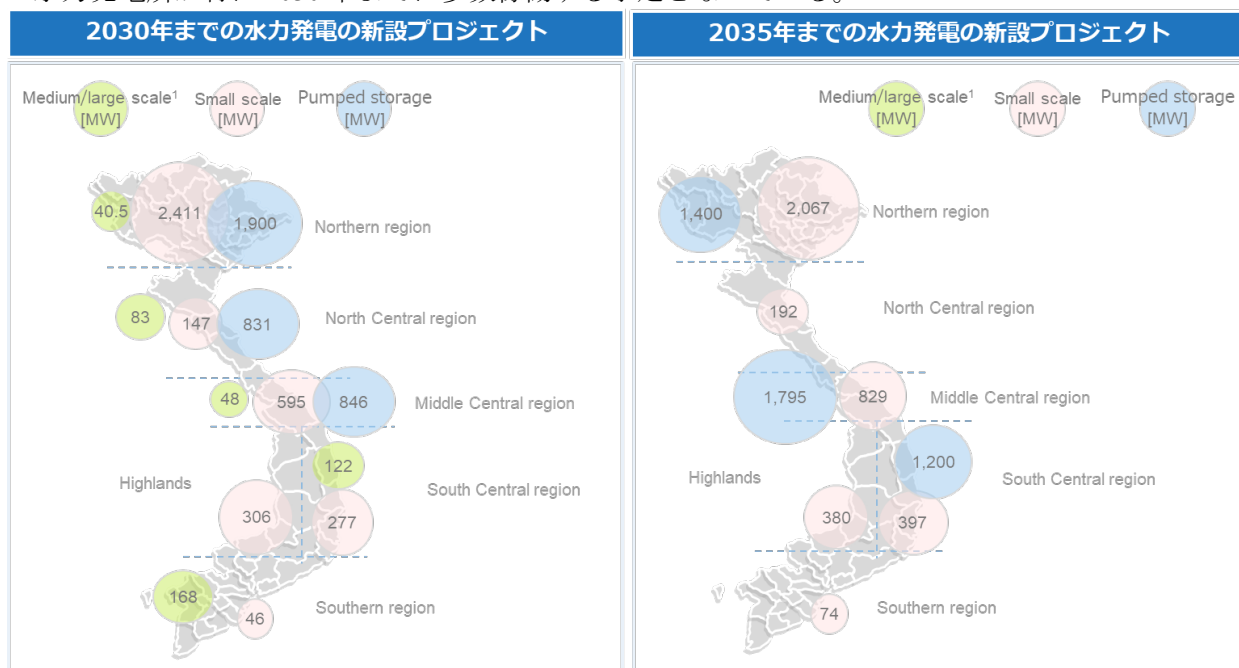 2030年までの水力発電の新設プロジェクト
Medium/large scale¹
[MW]
Small scale
[MW]
Pumped storage
[MW]
40.5
2,411
1,900
Northern region
83
147
831
North Central region
48
595
846
Middle Central region
122
Highlands
South Central region
306
277
168
46
Southern region
2035年までの水力発電の新設プロジェクト
Medium/large scale¹
[MW]
Small scale
[MW]
Pumped storage
[MW]
1,400
2,067
Northern region
192
North Central region
1,795
829
Middle Central region
1,200
Highlands
South Central region
380
397
74
Southern region